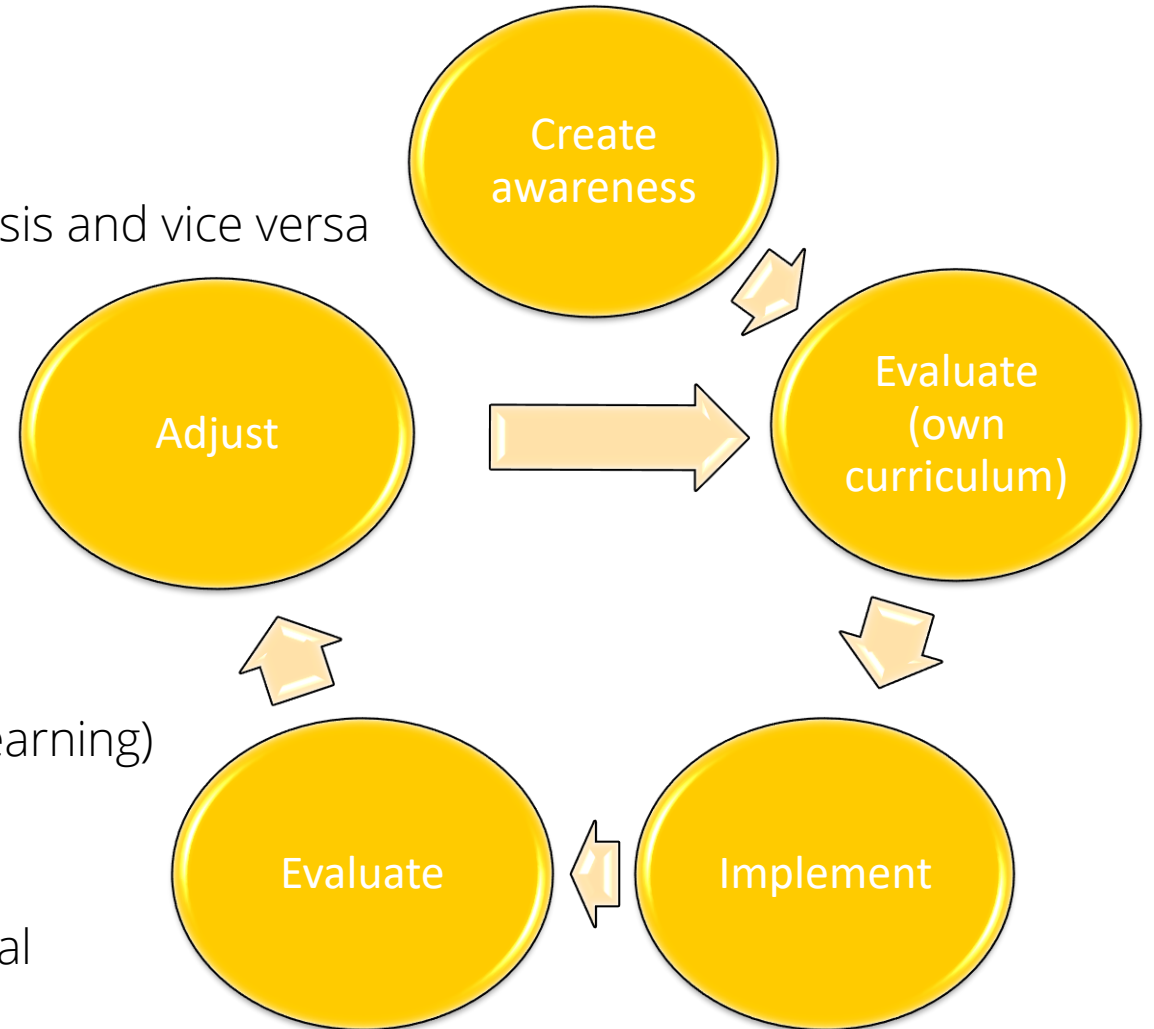 Create
awareness
sis and vice versa
Adjust
Evaluate
(own
curriculum)
earning)
Evaluate
Implement
al